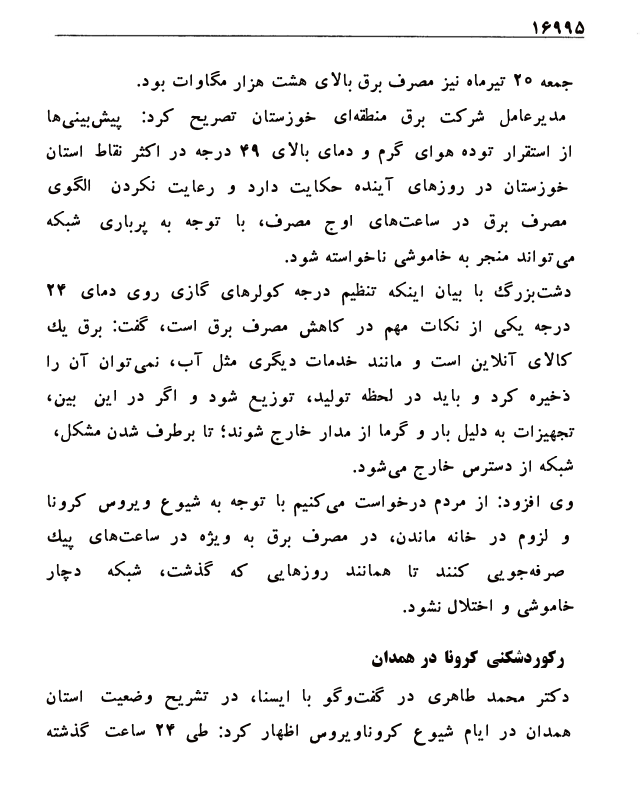 ۱۶۹۹۵
جمعه ۲۵ تیرماه نیز مصرف برق بالای هشت هزار مگاوات بود.
مدیرعامل شرکت برق منطقه‌ای خوزستان تصریح کرد: پیش‌بینی‌ها
از استقرار توده هوای گرم و دمای بالای ۴۹ درجه در اکثر نقاط استان
خوزستان در روزهای آینده حکایت دارد و رعایت نکردن الگوی
مصرف برق در ساعت‌های اوج مصرف، با توجه به پرباری شبکه
می‌تواند منجر به خاموشی ناخواسته شود.
دشت‌بزرگ با بیان اینکه تنظیم درجه کولرهای گازی روی دمای ۲۴
درجه یکی از نکات مهم در کاهش مصرف برق است، گفت: برق یك
کالای آنلاین است و مانند خدمات دیگری مثل آب، نمی‌توان آن را
ذخیره کرد و باید در لحظه تولید، توزیع شود و اگر در این بین،
تجهیزات به دلیل بار و گرما از مدار خارج شوند؛ تا برطرف شدن مشکل،
شبکه از دسترس خارج می‌شود.
وی افزود: از مردم درخواست می‌کنیم با توجه به شیوع ویروس کرونا
و لزوم در خانه ماندن، در مصرف برق به ویژه در ساعت‌های پیك
صرفه‌جویی کنند تا همانند روزهایی که گذشت، شبکه دچار
خاموشی و اختلال نشود.
رکوردشکنی کرونا در همدان
دکتر محمد طاهری در گفت‌وگو با ایسنا، در تشریح وضعیت استان
همدان در ایام شیوع کروناویروس اظهار کرد: طی ۲۴ ساعت گذشته